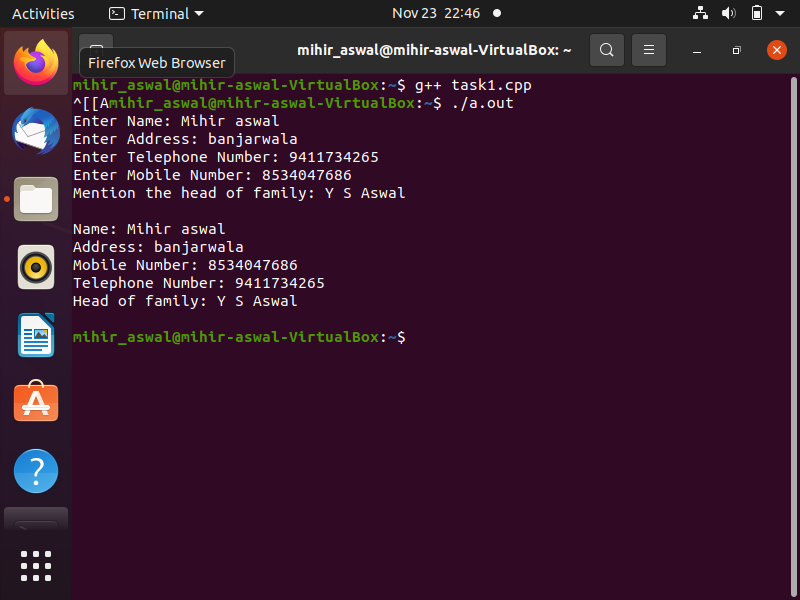 Activities Terminal Nov 23 22:46
mihir_aswal@mihir-aswal-VirtualBox: ~
Firefox Web Browser
mihir_aswal@mihir-aswal-VirtualBox:~$ g++ task1.cpp
^[[Amihir_aswal@mihir-aswal-VirtualBox:~$ ./a.out
Enter Name: Mihir aswal
Enter Address: banjarwala
Enter Telephone Number: 9411734265
Enter Mobile Number: 8534047686
Mention the head of family: Y S Aswal
Name: Mihir aswal
Address: banjarwala
Mobile Number: 8534047686
Telephone Number: 9411734265
Head of family: Y S Aswal
mihir_aswal@mihir-aswal-VirtualBox:~$